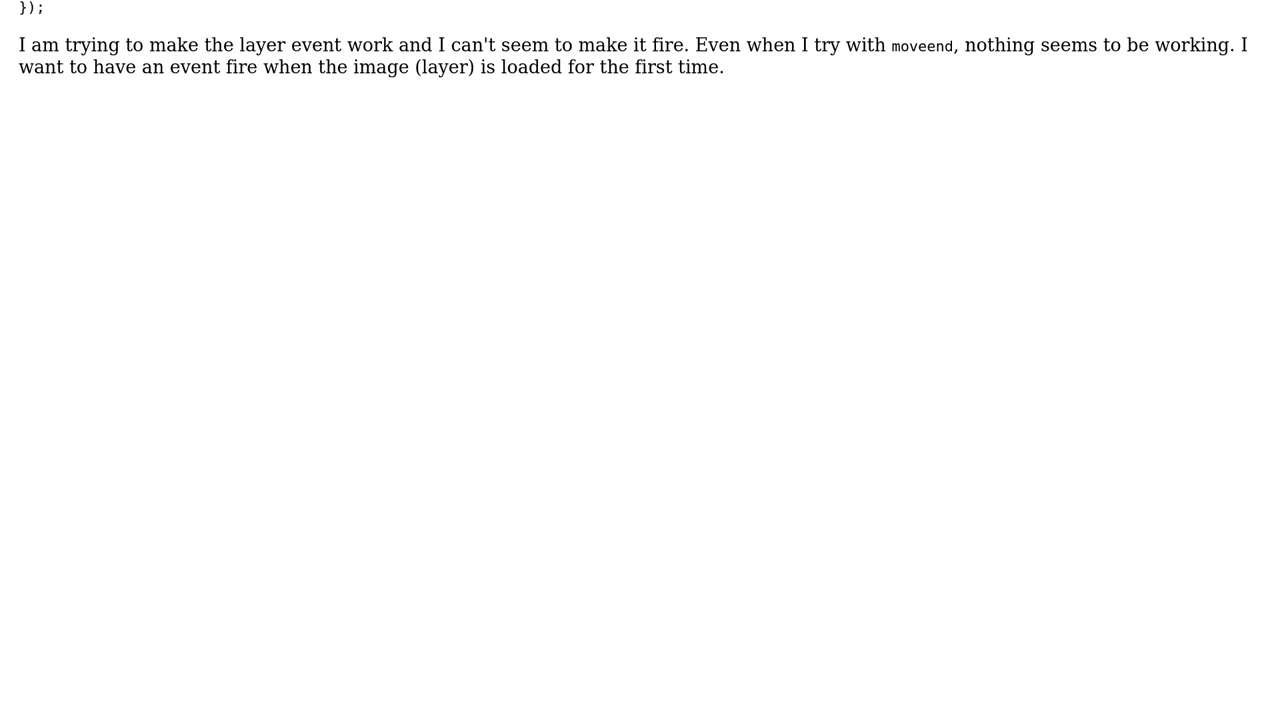 });
I am trying to make the layer event work and I can't seem to make it fire. Even when I try with moveend, nothing seems to be working. I
want to have an event fire when the image (layer) is loaded for the first time.